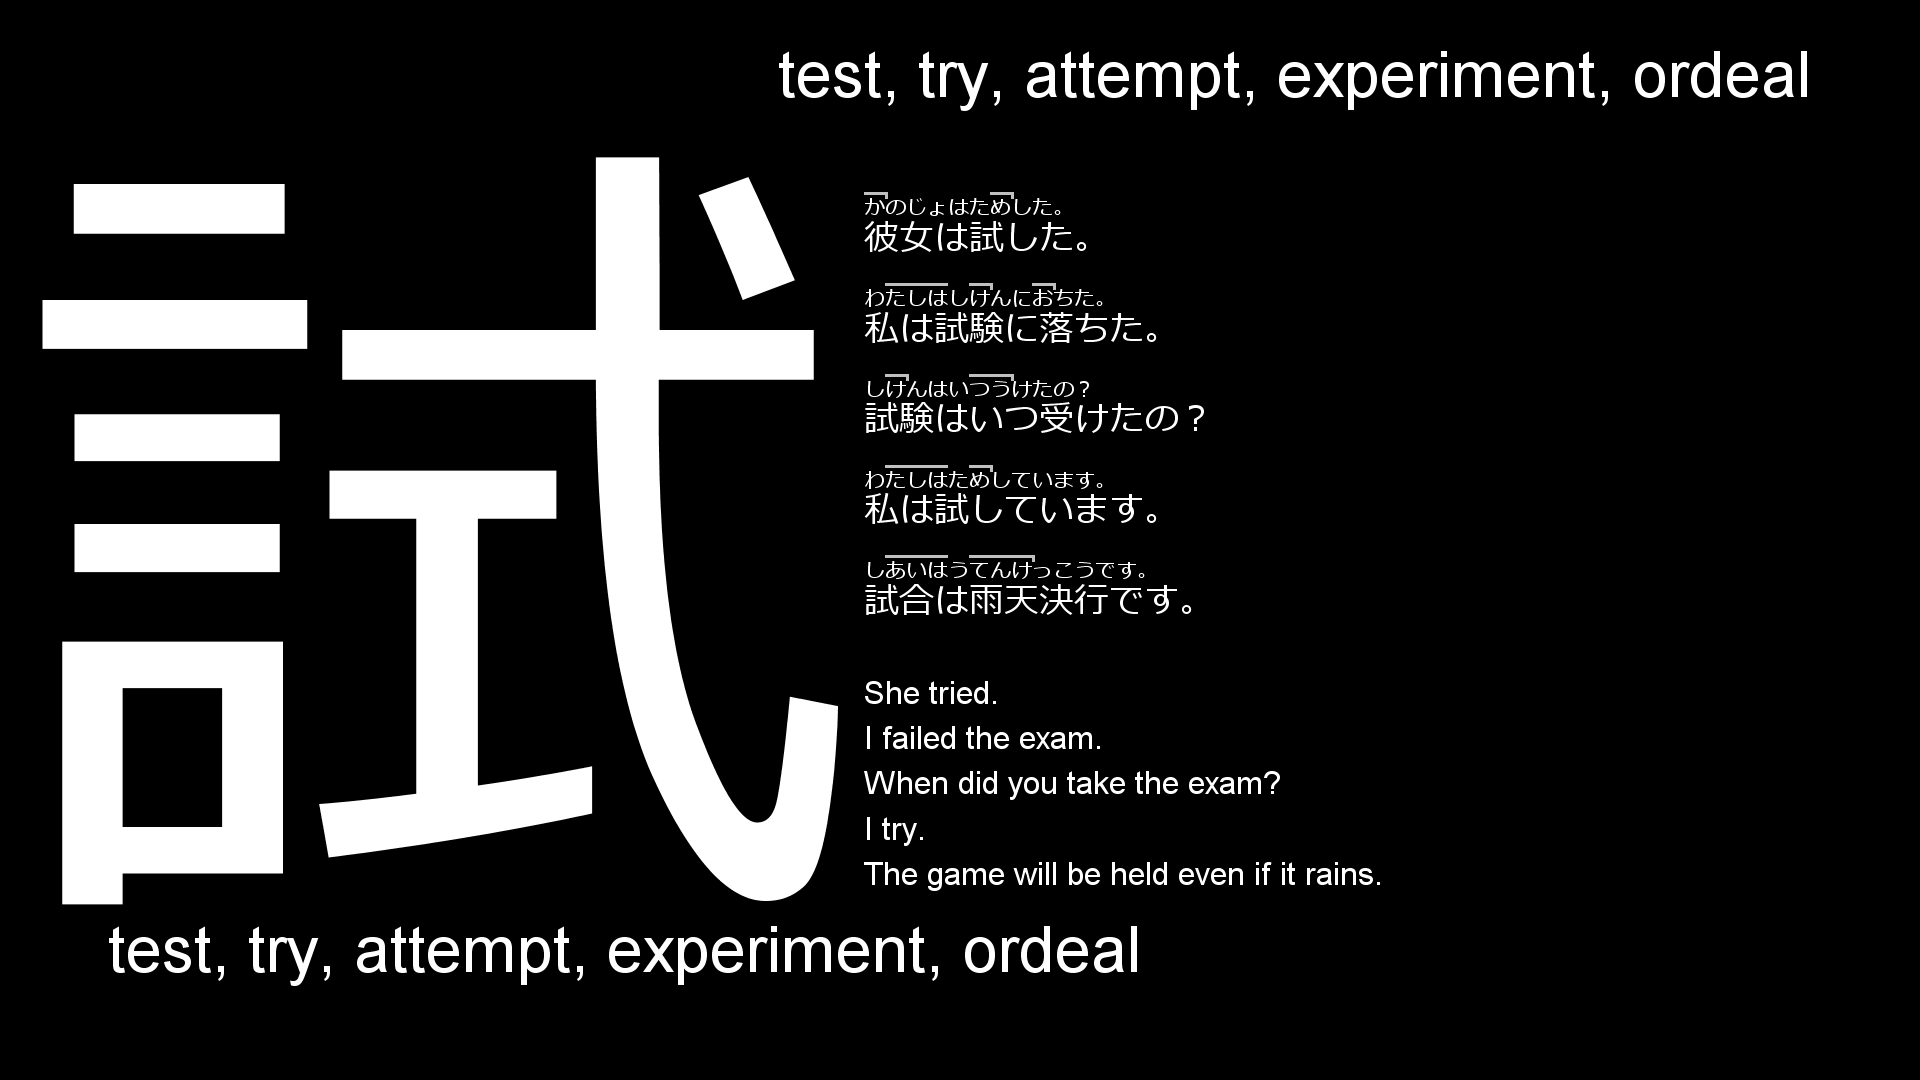 test, try, attempt, experiment, ordeal
試
かのじょはためした。
彼女は試した。
わたしはしけんにおちた。
私は試験に落ちた。
しけんはいつうけたの？
試験はいつ受けたの？
わたしはためしています。
私は試しています。
しあいはうてんけっこうです。
試合は雨天決行です。
She tried.
I failed the exam.
When did you take the exam?
I try.
The game will be held even if it rains.
test, try, attempt, experiment, ordeal